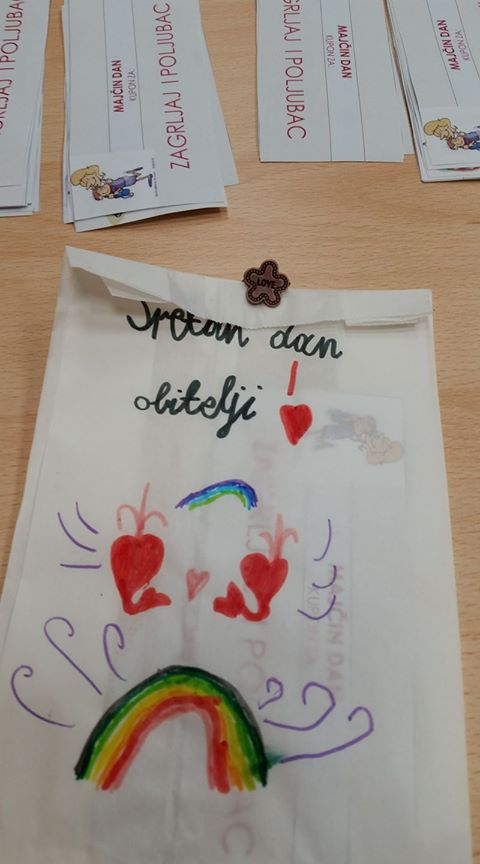 ZAGRLJAJ I POLJUBAC
MAJČIN DAN
KUPON ZA:
ZAGRLJAJ I POLJUBAC
MAJČIN DAN
KUPON ZA:
POLJUBAC
MAJČIN DAN
KUPON ZA:
LOVE
Sretan dan
obitelji
MAJČIN DAN
KUPON ZA